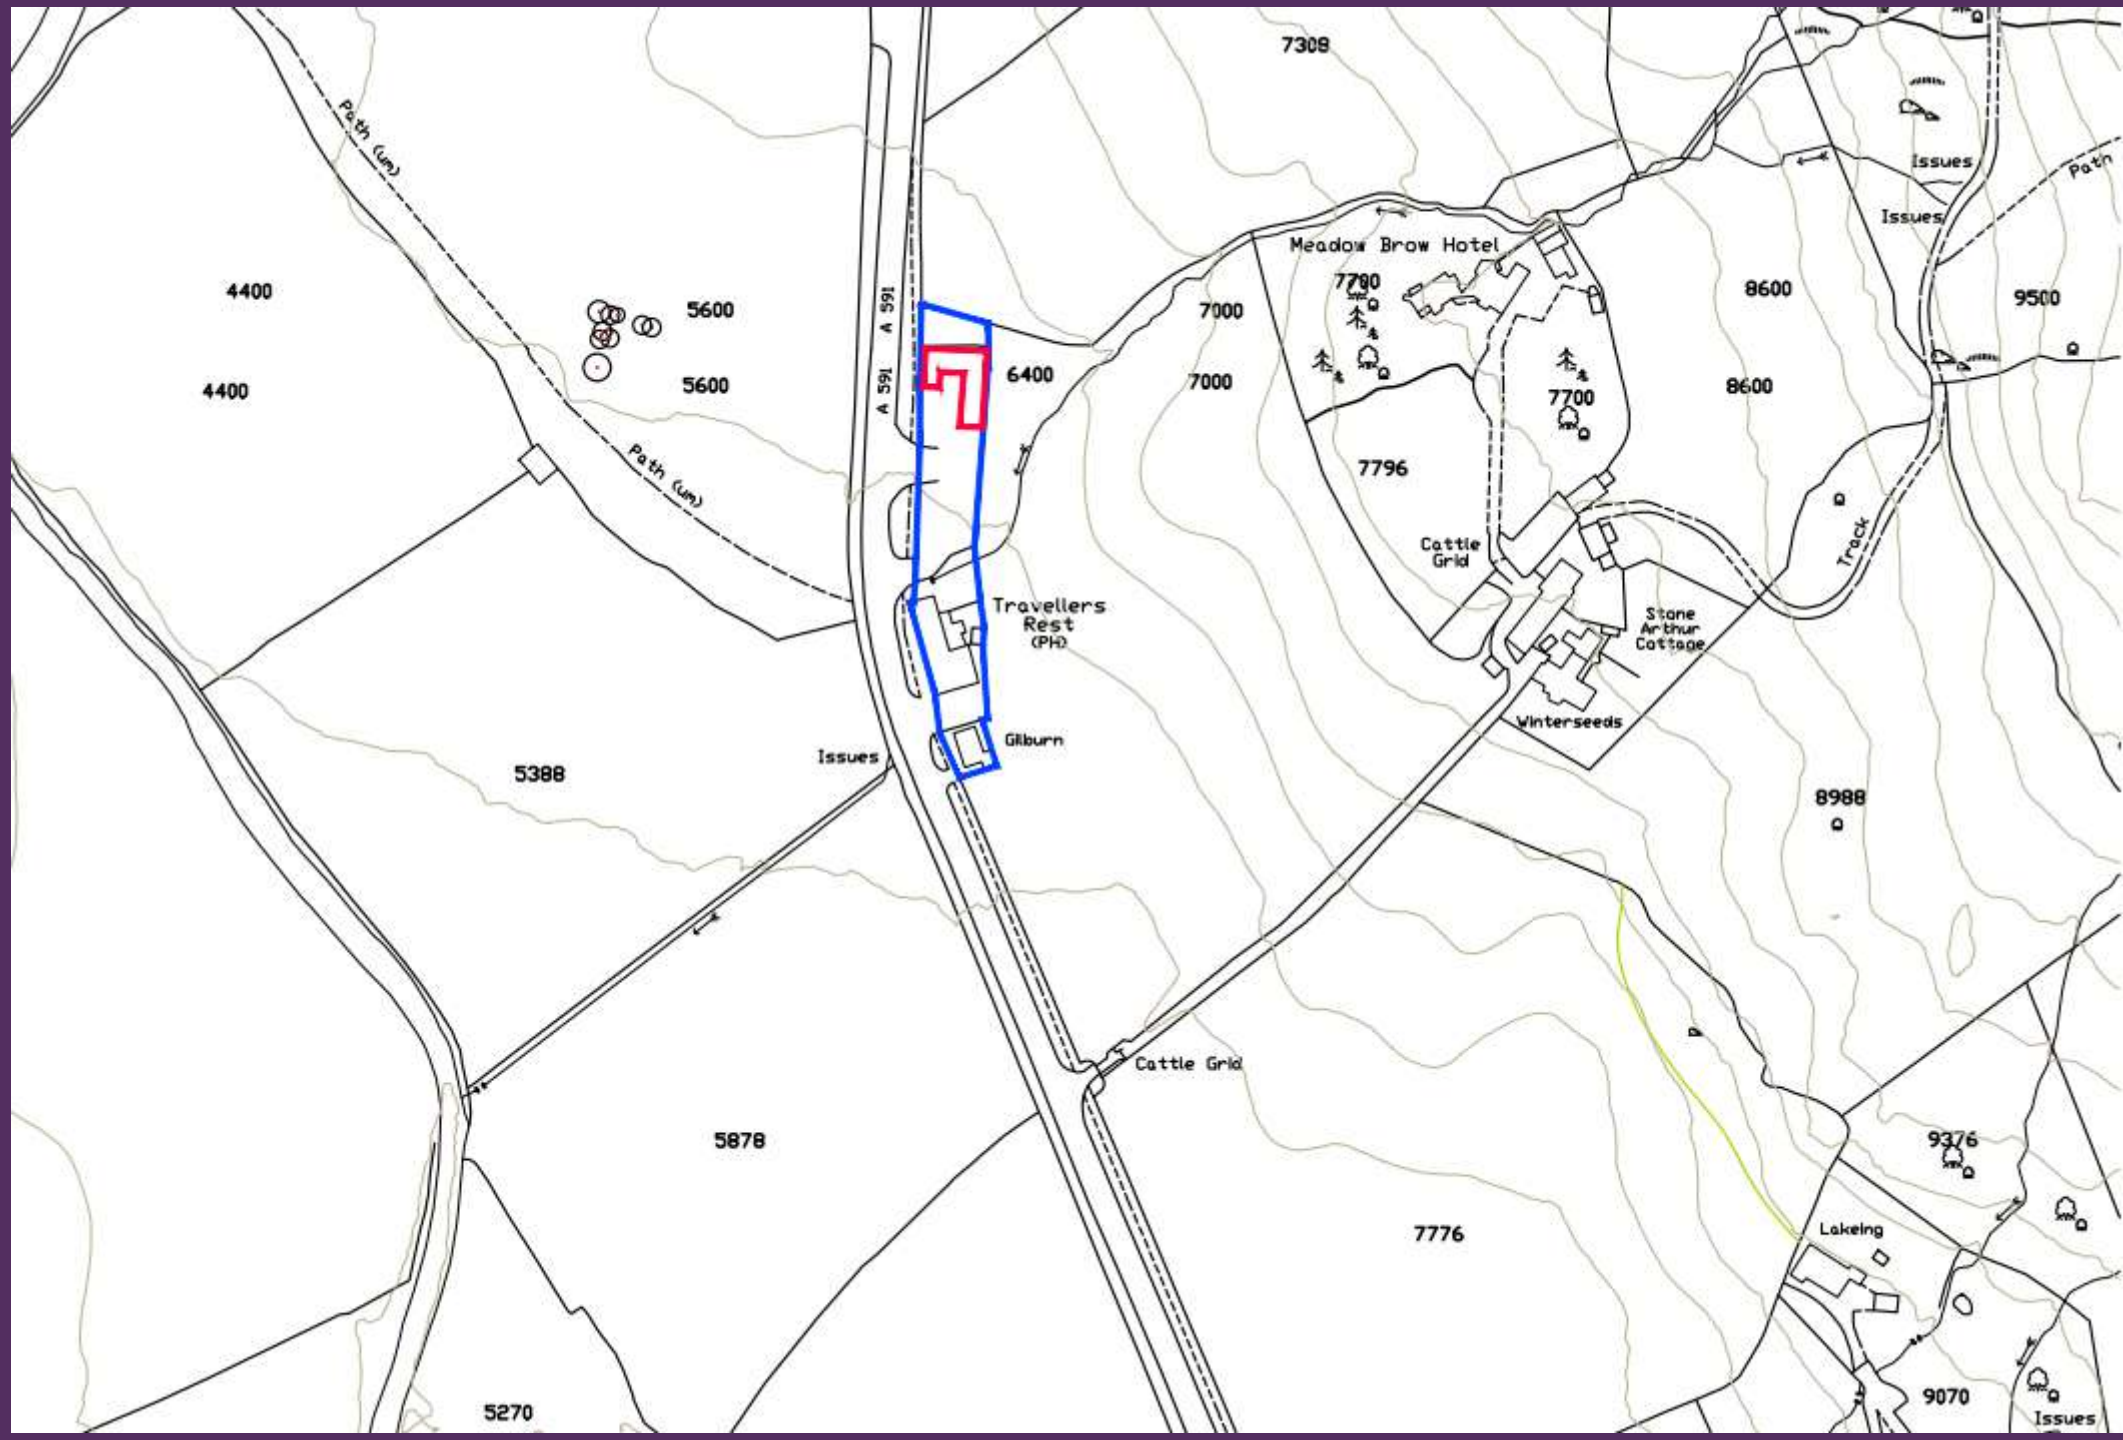 7308
Path (um)
Issues
Path
Issues
Meadow Brow Hotel
7700
4400
5600
A 591
7000
8600
9500
4400
5600
A 591
6400
7000
7700
8600
Path (um)
7796
Cattle
Grid
Track
Travellers
Rest
(PH)
Stone
Arthur
Cottage
Winterseeds
Gilburn
Issues
5388
8988
Cattle Grid
5878
9376
7776
Lakeing
5270
9070
Issues